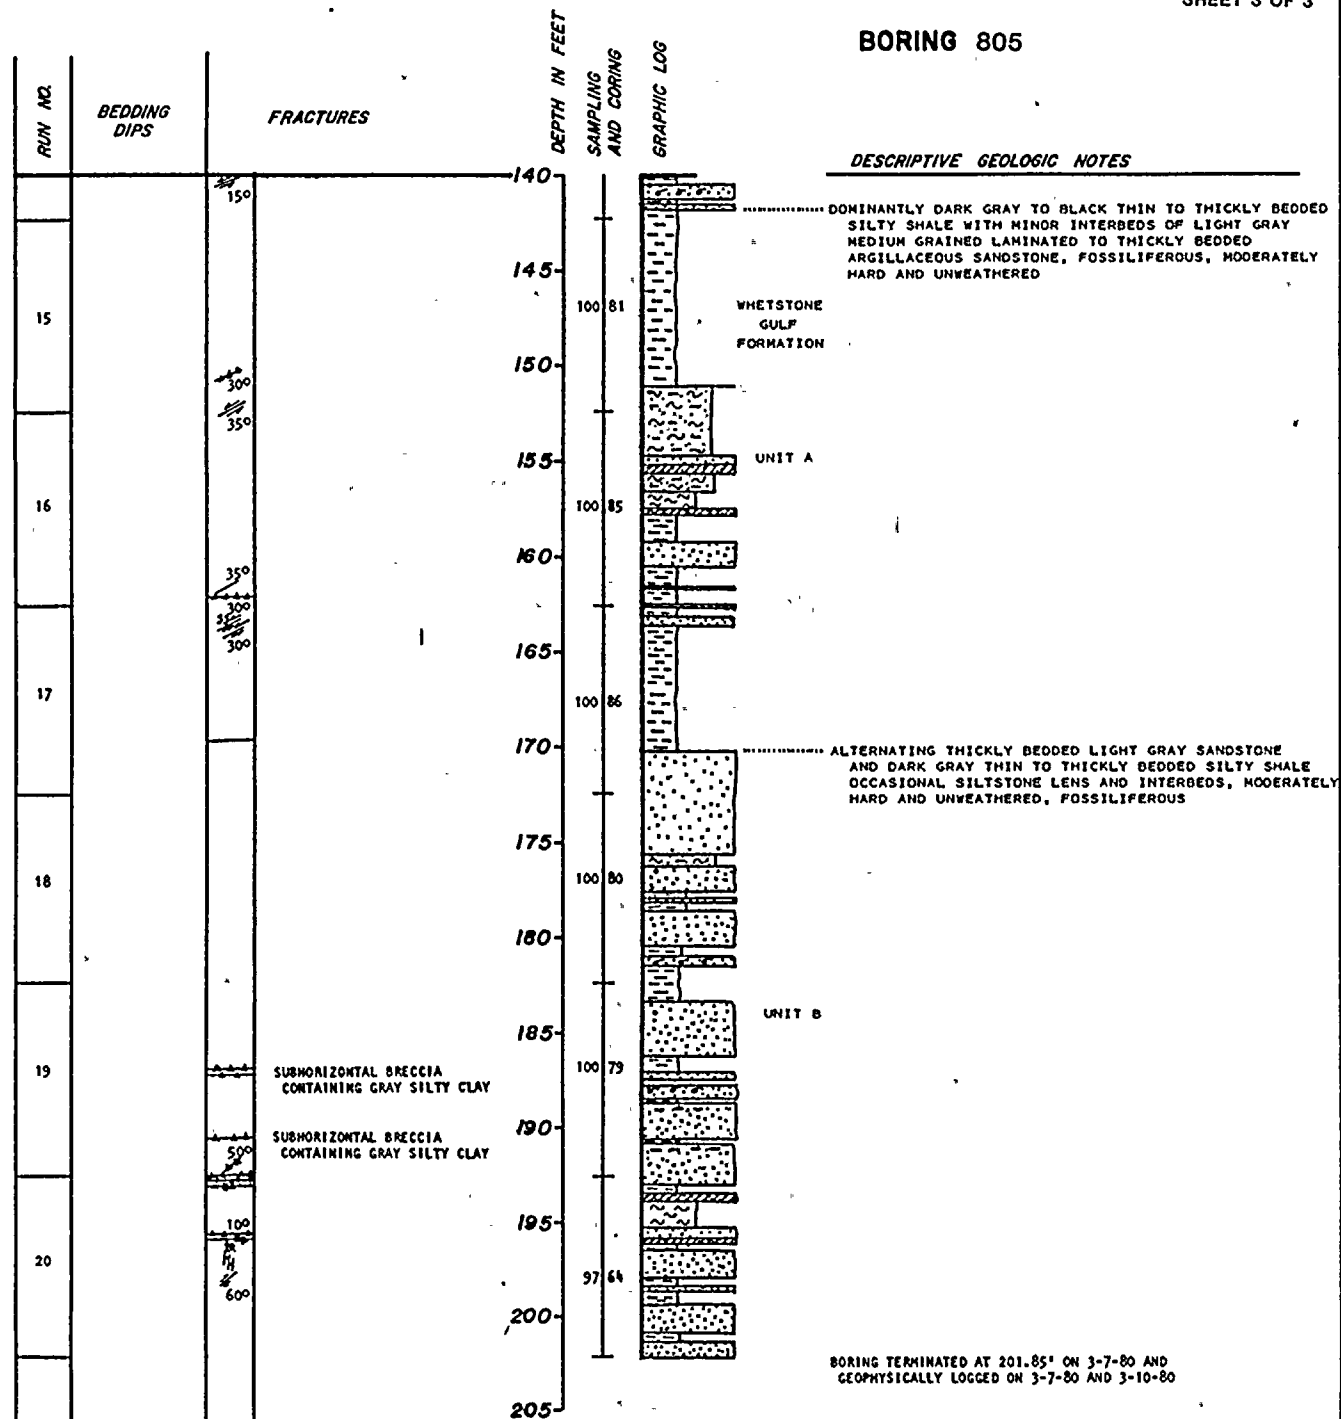 SHEET 3 OF 3
BORING 805
RUN NO.
BEDDING
DIPS
FRACTURES
DEPTH IN FEET
SAMPLING
AND CORING
GRAPHIC LOG
DESCRIPTIVE GEOLOGIC NOTES
140
15°
DOMINANTLY DARK GRAY TO BLACK THIN TO THICKLY BEDDED
SILTY SHALE WITH MINOR INTERBEDS OF LIGHT GRAY
MEDIUM GRAINED LAMINATED TO THICKLY BEDDED
ARGILLACEOUS SANDSTONE, FOSSILIFEROUS, MODERATELY
HARD AND UNWEATHERED
145
15
100 81
WHETSTONE
GULF
FORMATION
150
30°
35°
155
UNIT A
16
100 85
160
35°
30°
30°
165
17
100 86
170
ALTERNATING THICKLY BEDDED LIGHT GRAY SANDSTONE
AND DARK GRAY THIN TO THICKLY BEDDED SILTY SHALE
OCCASIONAL SILTSTONE LENS AND INTERBEDS, MODERATELY
HARD AND UNWEATHERED, FOSSILIFEROUS
175
18
100 80
180
UNIT B
185
19
100 79
SUBHORIZONTAL BRECCIA
CONTAINING GRAY SILTY CLAY
190
SUBHORIZONTAL BRECCIA
CONTAINING GRAY SILTY CLAY
50°
195
10°
20
97 64
60°
200
BORING TERMINATED AT 201.85' ON 3-7-80 AND
GEOPHYSICALLY LOGGED ON 3-7-80 AND 3-10-80
205